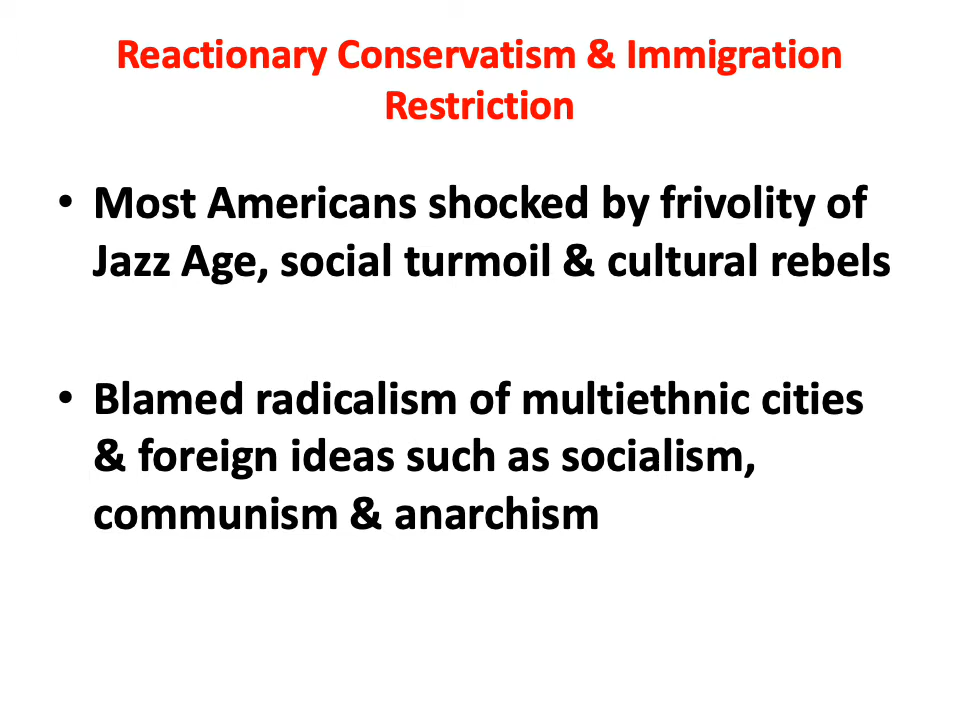 Reactionary Conservatism & Immigration
Restriction
• Most Americans shocked by frivolity of
Jazz Age, social turmoil & cultural rebels
• Blamed radicalism of multiethnic cities
& foreign ideas such as socialism,
communism & anarchism